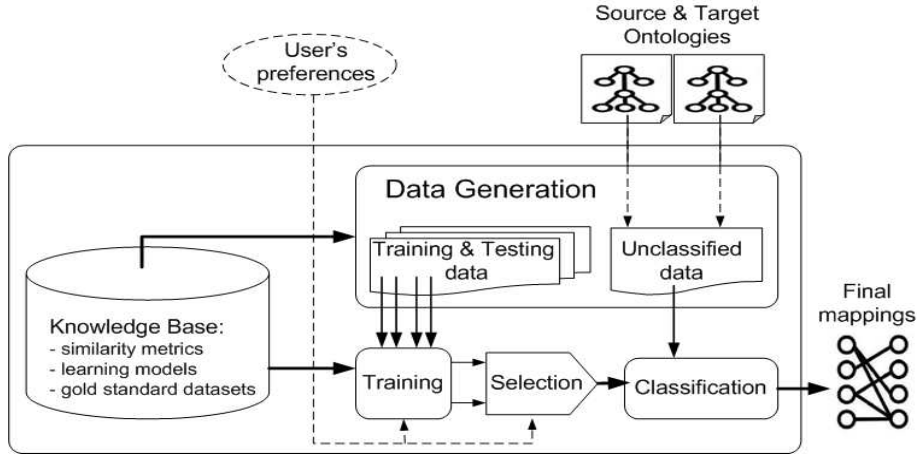 Source & Target
Ontologies
User's
preferences
Data Generation
Training & Testing
data
Unclassified
data
Knowledge Base:
- similarity metrics
- learning models
- gold standard datasets
Training
Selection
Classification
Final
mappings